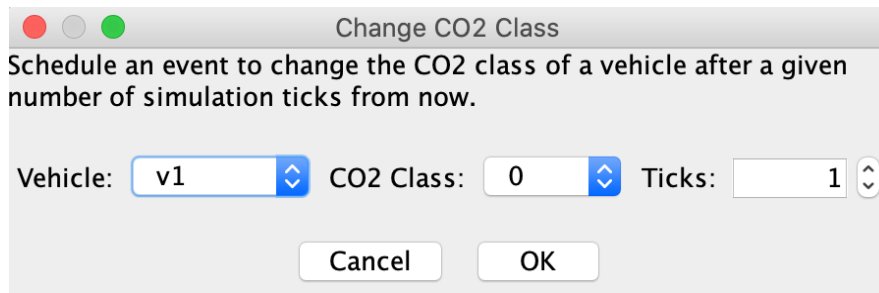 Change CO2 Class
Schedule an event to change the CO2 class of a vehicle after a given
number of simulation ticks from now.
Vehicle: v1 CO2 Class: 0 Ticks: 1
Cancel OK